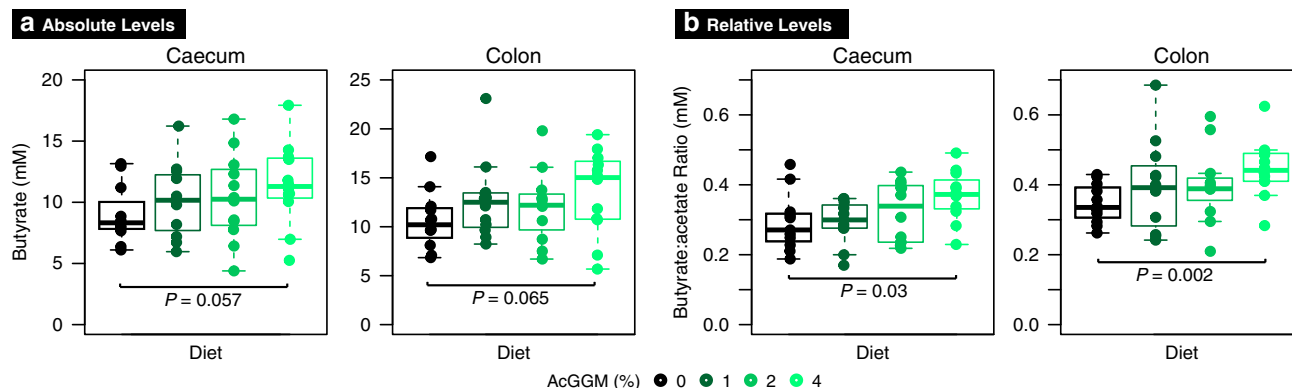 a Absolute Levels
b Relative Levels
Caecum
Colon
Caecum
Colon
Butyrate (mM)
20
15
10
5
0
P = 0.057
Diet
25
20
15
10
5
0
P = 0.065
Diet
Butyrate:acetate Ratio (mM)
0.6
0.4
0.2
0.0
P = 0.03
Diet
0.6
0.4
0.2
0.0
P = 0.002
Diet
AcGGM (%) 0 1 2 4